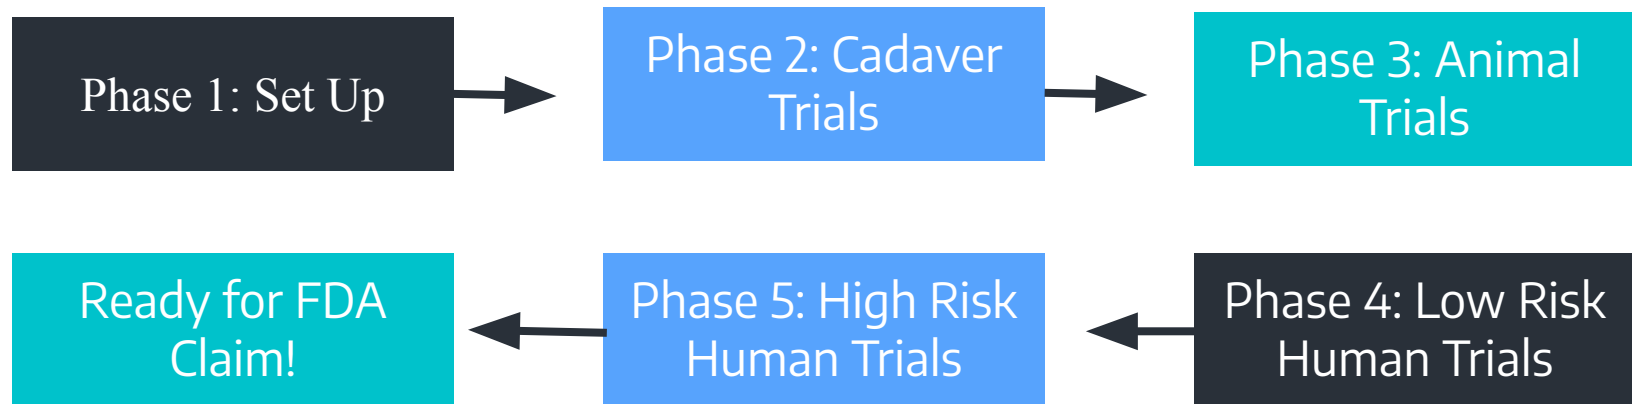 Phase 1: Set Up
Phase 2: Cadaver
Trials
Phase 3: Animal
Trials
Phase 4: Low Risk
Human Trials
Phase 5: High Risk
Human Trials
Ready for FDA
Claim!